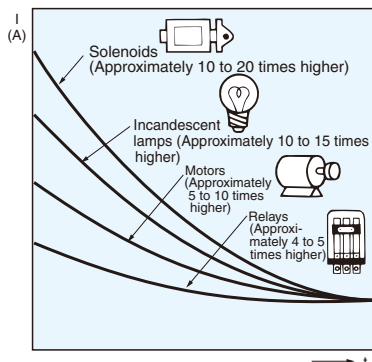 I
(A)
Solenoids
(Approximately 10 to 20 times higher)
Incandescent
lamps (Approximately 10 to 15 times
higher)
Motors
(Approximately
5 to 10 times
higher)
Relays
(Approxi-
mately 4 to 5
times higher)
t